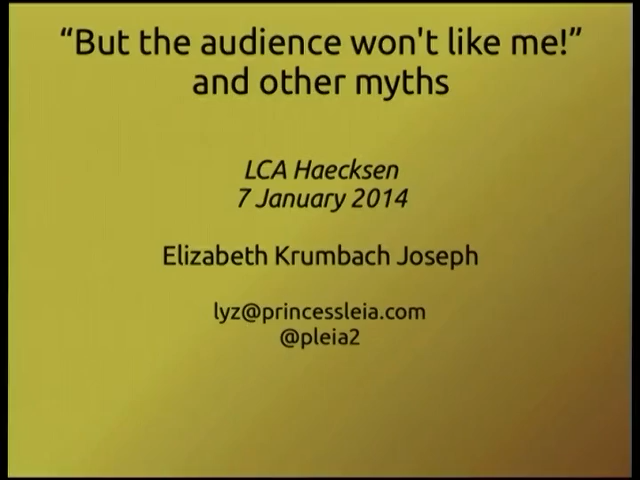 “But the audience won't like me!”
and other myths
LCA Haecksen
7 January 2014
Elizabeth Krumbach Joseph
lyz@princessleia.com
@pleia2